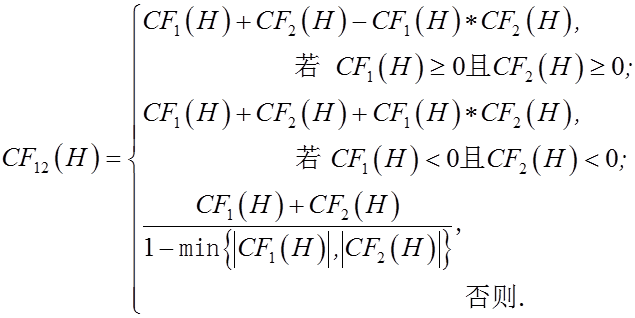 CF₁(H)+CF₂(H)−CF₁(H)*CF₂(H),
若 CF₁(H)≥0且CF₂(H)≥0;
CF₁(H)+CF₂(H)+CF₁(H)*CF₂(H),
CF₁₂(H)=
若 CF₁(H)<0且CF₂(H)<0;
CF₁(H)+CF₂(H)
1−min{|CF₁(H)|,|CF₂(H)|},
否则.